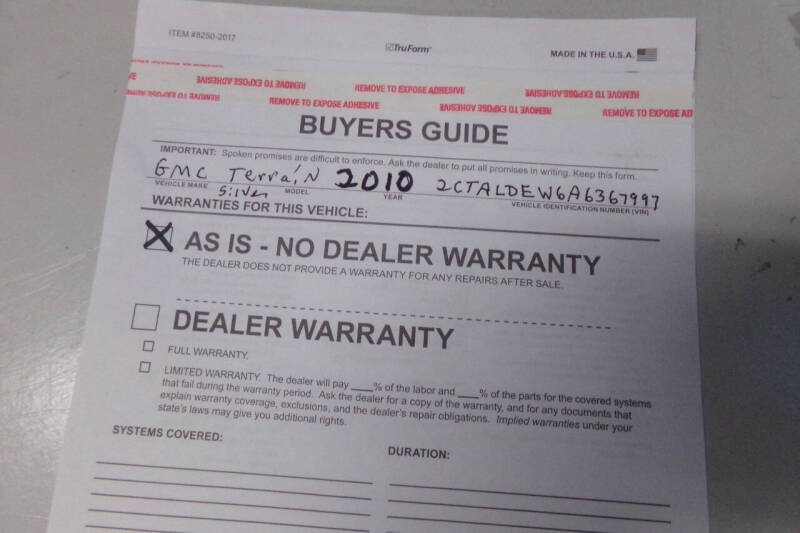 ITEM #8250-2017
TruForm™
MADE IN THE U.S.A.
REMOVE TO EXPOSE ADHESIVE REMOVE TO EXPOSE ADHESIVE REMOVE TO EXPOSE ADHESIVE
REMOVE TO EXPOSE ADHESIVE REMOVE TO EXPOSE ADHESIVE REMOVE TO EXPOSE AD
BUYERS GUIDE
IMPORTANT: Spoken promises are difficult to enforce. Ask the dealer to put all promises in writing. Keep this form.
GMC Terrain 2010 2CTALDEW6A6367997
VEHICLE MAKE Silver MODEL YEAR VEHICLE IDENTIFICATION NUMBER (VIN)
WARRANTIES FOR THIS VEHICLE:
X AS IS - NO DEALER WARRANTY
THE DEALER DOES NOT PROVIDE A WARRANTY FOR ANY REPAIRS AFTER SALE.
DEALER WARRANTY
FULL WARRANTY.
LIMITED WARRANTY. The dealer will pay ____% of the labor and ____% of the parts for the covered systems
that fail during the warranty period. Ask the dealer for a copy of the warranty, and for any documents that
explain warranty coverage, exclusions, and the dealer's repair obligations. Implied warranties under your
state's laws may give you additional rights.
SYSTEMS COVERED:
DURATION: